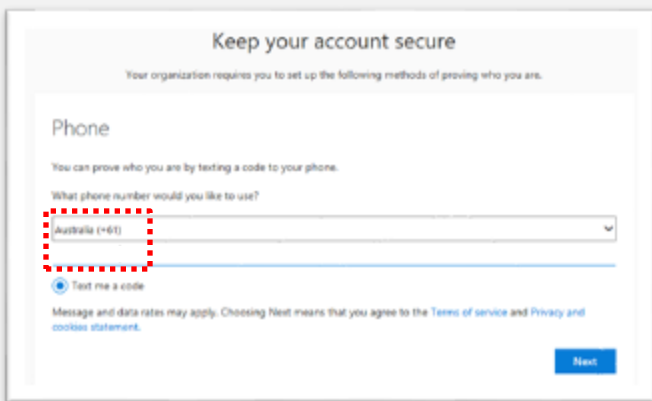 Keep your account secure
Your organization requires you to set up the following methods of proving who you are.
Phone
You can prove who you are by texting a code to your phone.
What phone number would you like to use?
Australia (+61)
Text me a code
Message and data rates may apply. Choosing Next means that you agree to the Terms of service and Privacy and
cookies statement.
Next